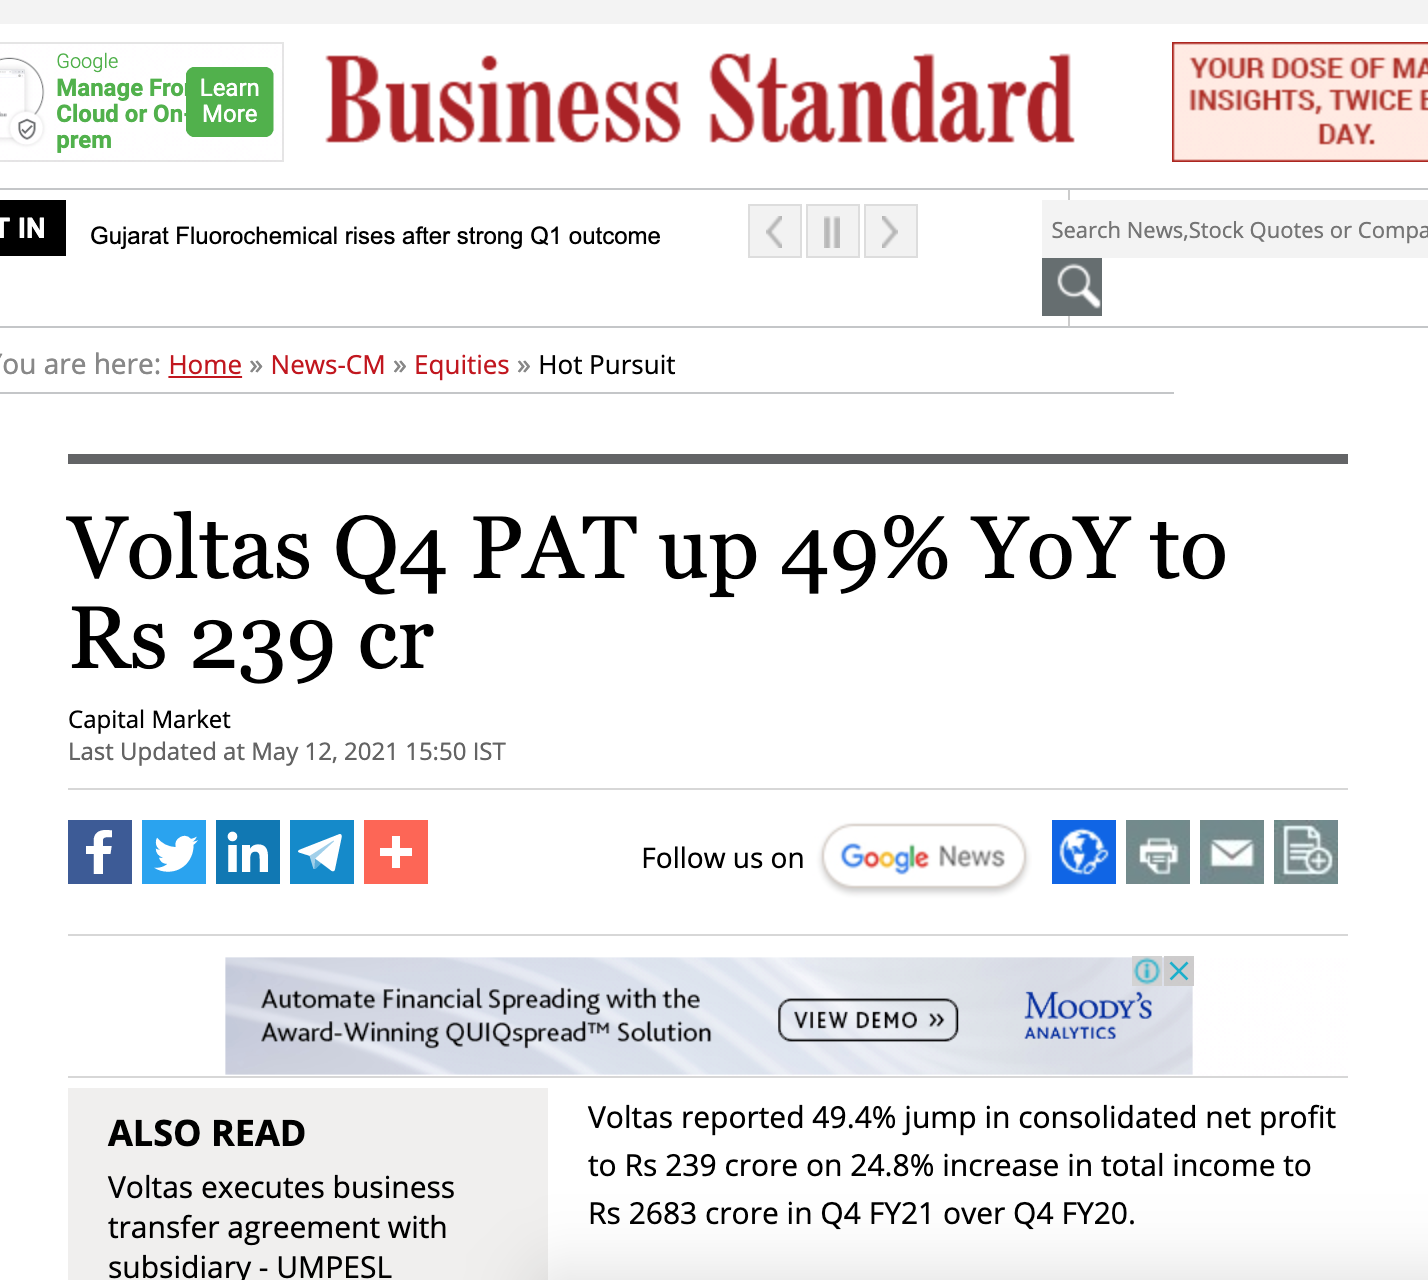 Google
Manage Fro
Cloud or On-
prem
Learn
More
Business Standard
YOUR DOSE OF MA
INSIGHTS, TWICE
DAY.
T IN
Gujarat Fluorochemical rises after strong Q1 outcome
Search News,Stock Quotes or Compa
ou are here: Home » News-CM » Equities » Hot Pursuit
Voltas Q4 PAT up 49% YoY to
Rs 239 cr
Capital Market
Last Updated at May 12, 2021 15:50 IST
Follow us on Google News
Automate Financial Spreading with the
Award-Winning QUIQspread™ Solution
VIEW DEMO »
MOODY'S
ANALYTICS
ALSO READ
Voltas executes business
transfer agreement with
subsidiary - UMPESL
Voltas reported 49.4% jump in consolidated net profit
to Rs 239 crore on 24.8% increase in total income to
Rs 2683 crore in Q4 FY21 over Q4 FY20.